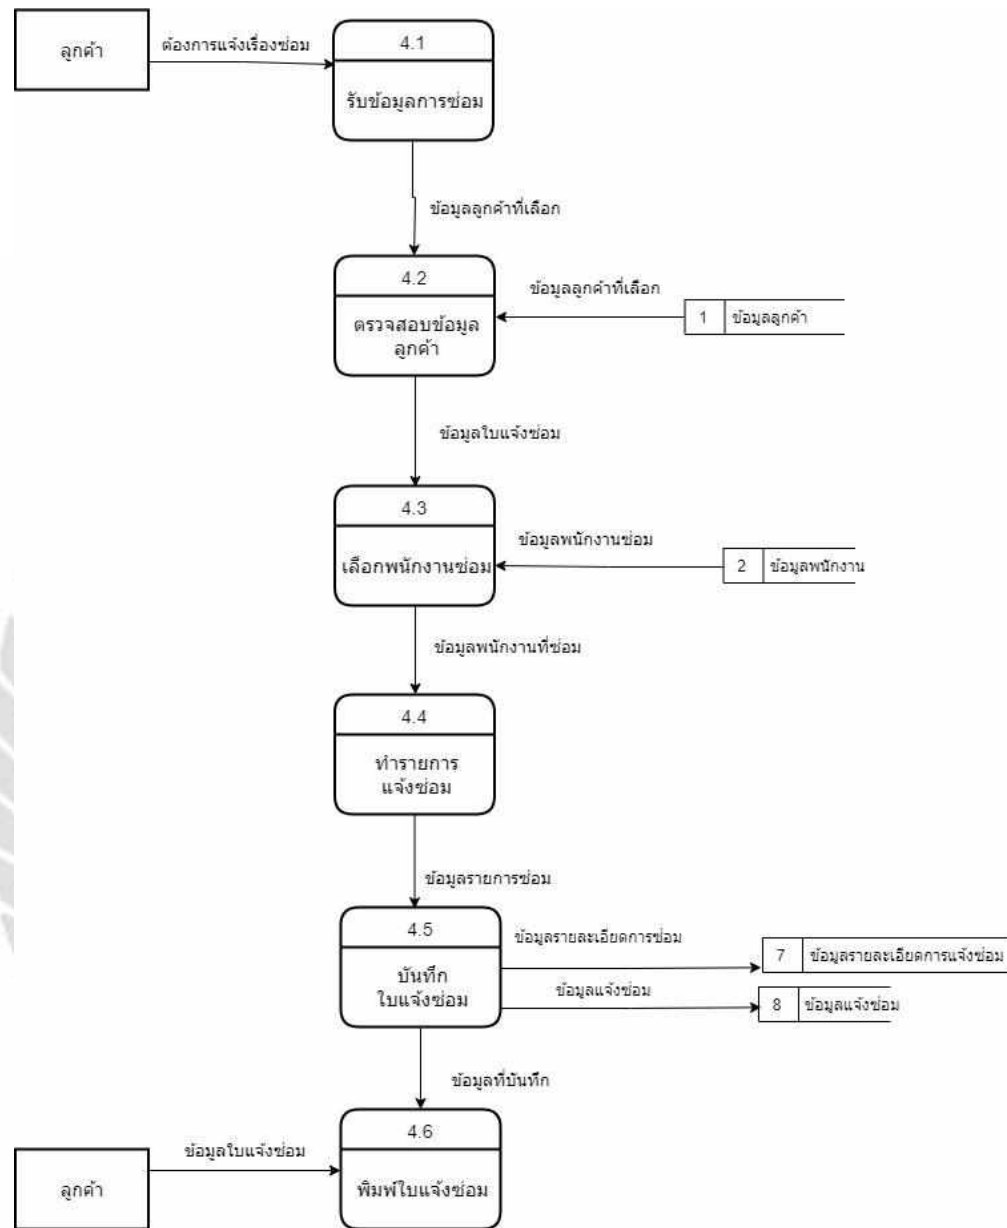 ลูกค้า
ต้องการแจ้งเรื่องซ่อม
4.1
รับข้อมูลการซ่อม
ข้อมูลลูกค้าที่เลือก
4.2
ตรวจสอบข้อมูล
ลูกค้า
ข้อมูลลูกค้าที่เลือก
1
ข้อมูลลูกค้า
ข้อมูลใบแจ้งซ่อม
4.3
เลือกพนักงานซ่อม
ข้อมูลพนักงานซ่อม
2
ข้อมูลพนักงาน
ข้อมูลพนักงานที่ซ่อม
4.4
ทำรายการ
แจ้งซ่อม
ข้อมูลรายการซ่อม
4.5
บันทึก
ใบแจ้งซ่อม
ข้อมูลรายละเอียดการซ่อม
7
ข้อมูลรายละเอียดการแจ้งซ่อม
ข้อมูลแจ้งซ่อม
8
ข้อมูลแจ้งซ่อม
ข้อมูลที่บันทึก
ลูกค้า
ข้อมูลใบแจ้งซ่อม
4.6
พิมพ์ใบแจ้งซ่อม